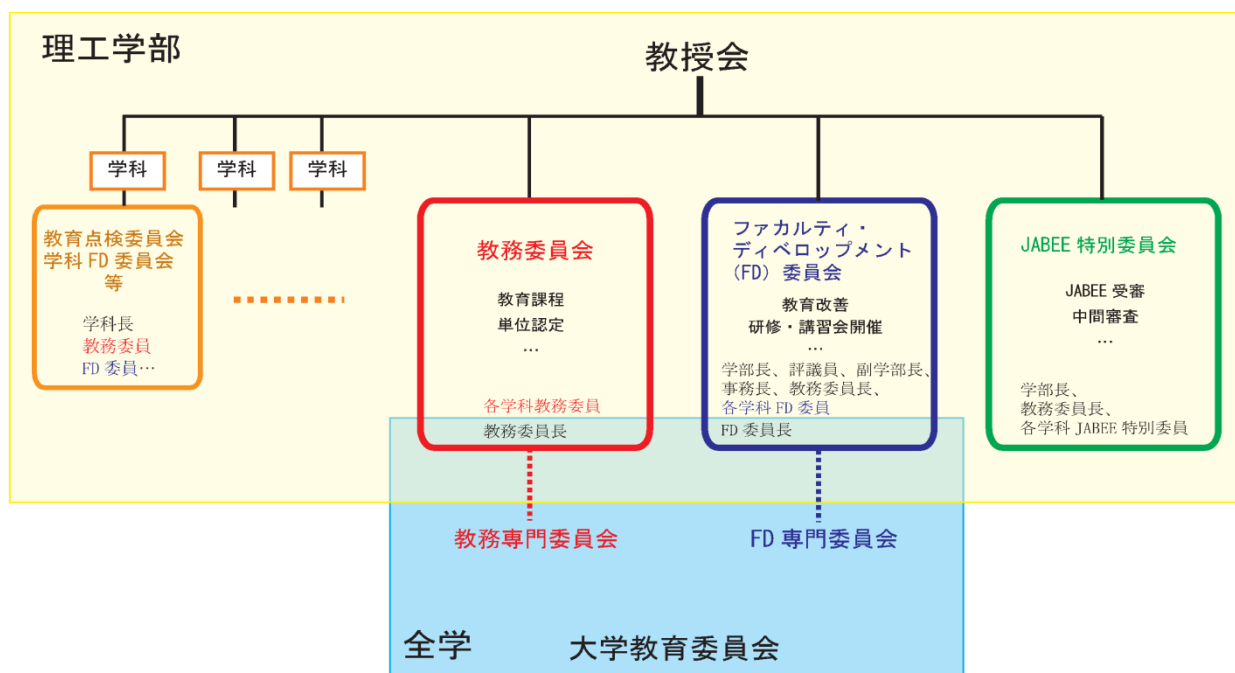 理工学部
教授会
学科
学科
学科
教育点検委員会
学科 FD 委員会
等
学科長
教務委員
FD 委員…
教務委員会
教育課程
単位認定
…
各学科教務委員
教務委員長
ファカルティ・
ディベロップメント
(FD) 委員会
教育改善
研修・講習会開催
…
学部長、評議員、副学部長、
事務長、教務委員長、
各学科 FD 委員
FD 委員長
JABEE 特別委員会
JABEE 受審
中間審査
…
学部長、
教務委員長、
各学科 JABEE 特別委員
教務専門委員会
FD 専門委員会
全学
大学教育委員会